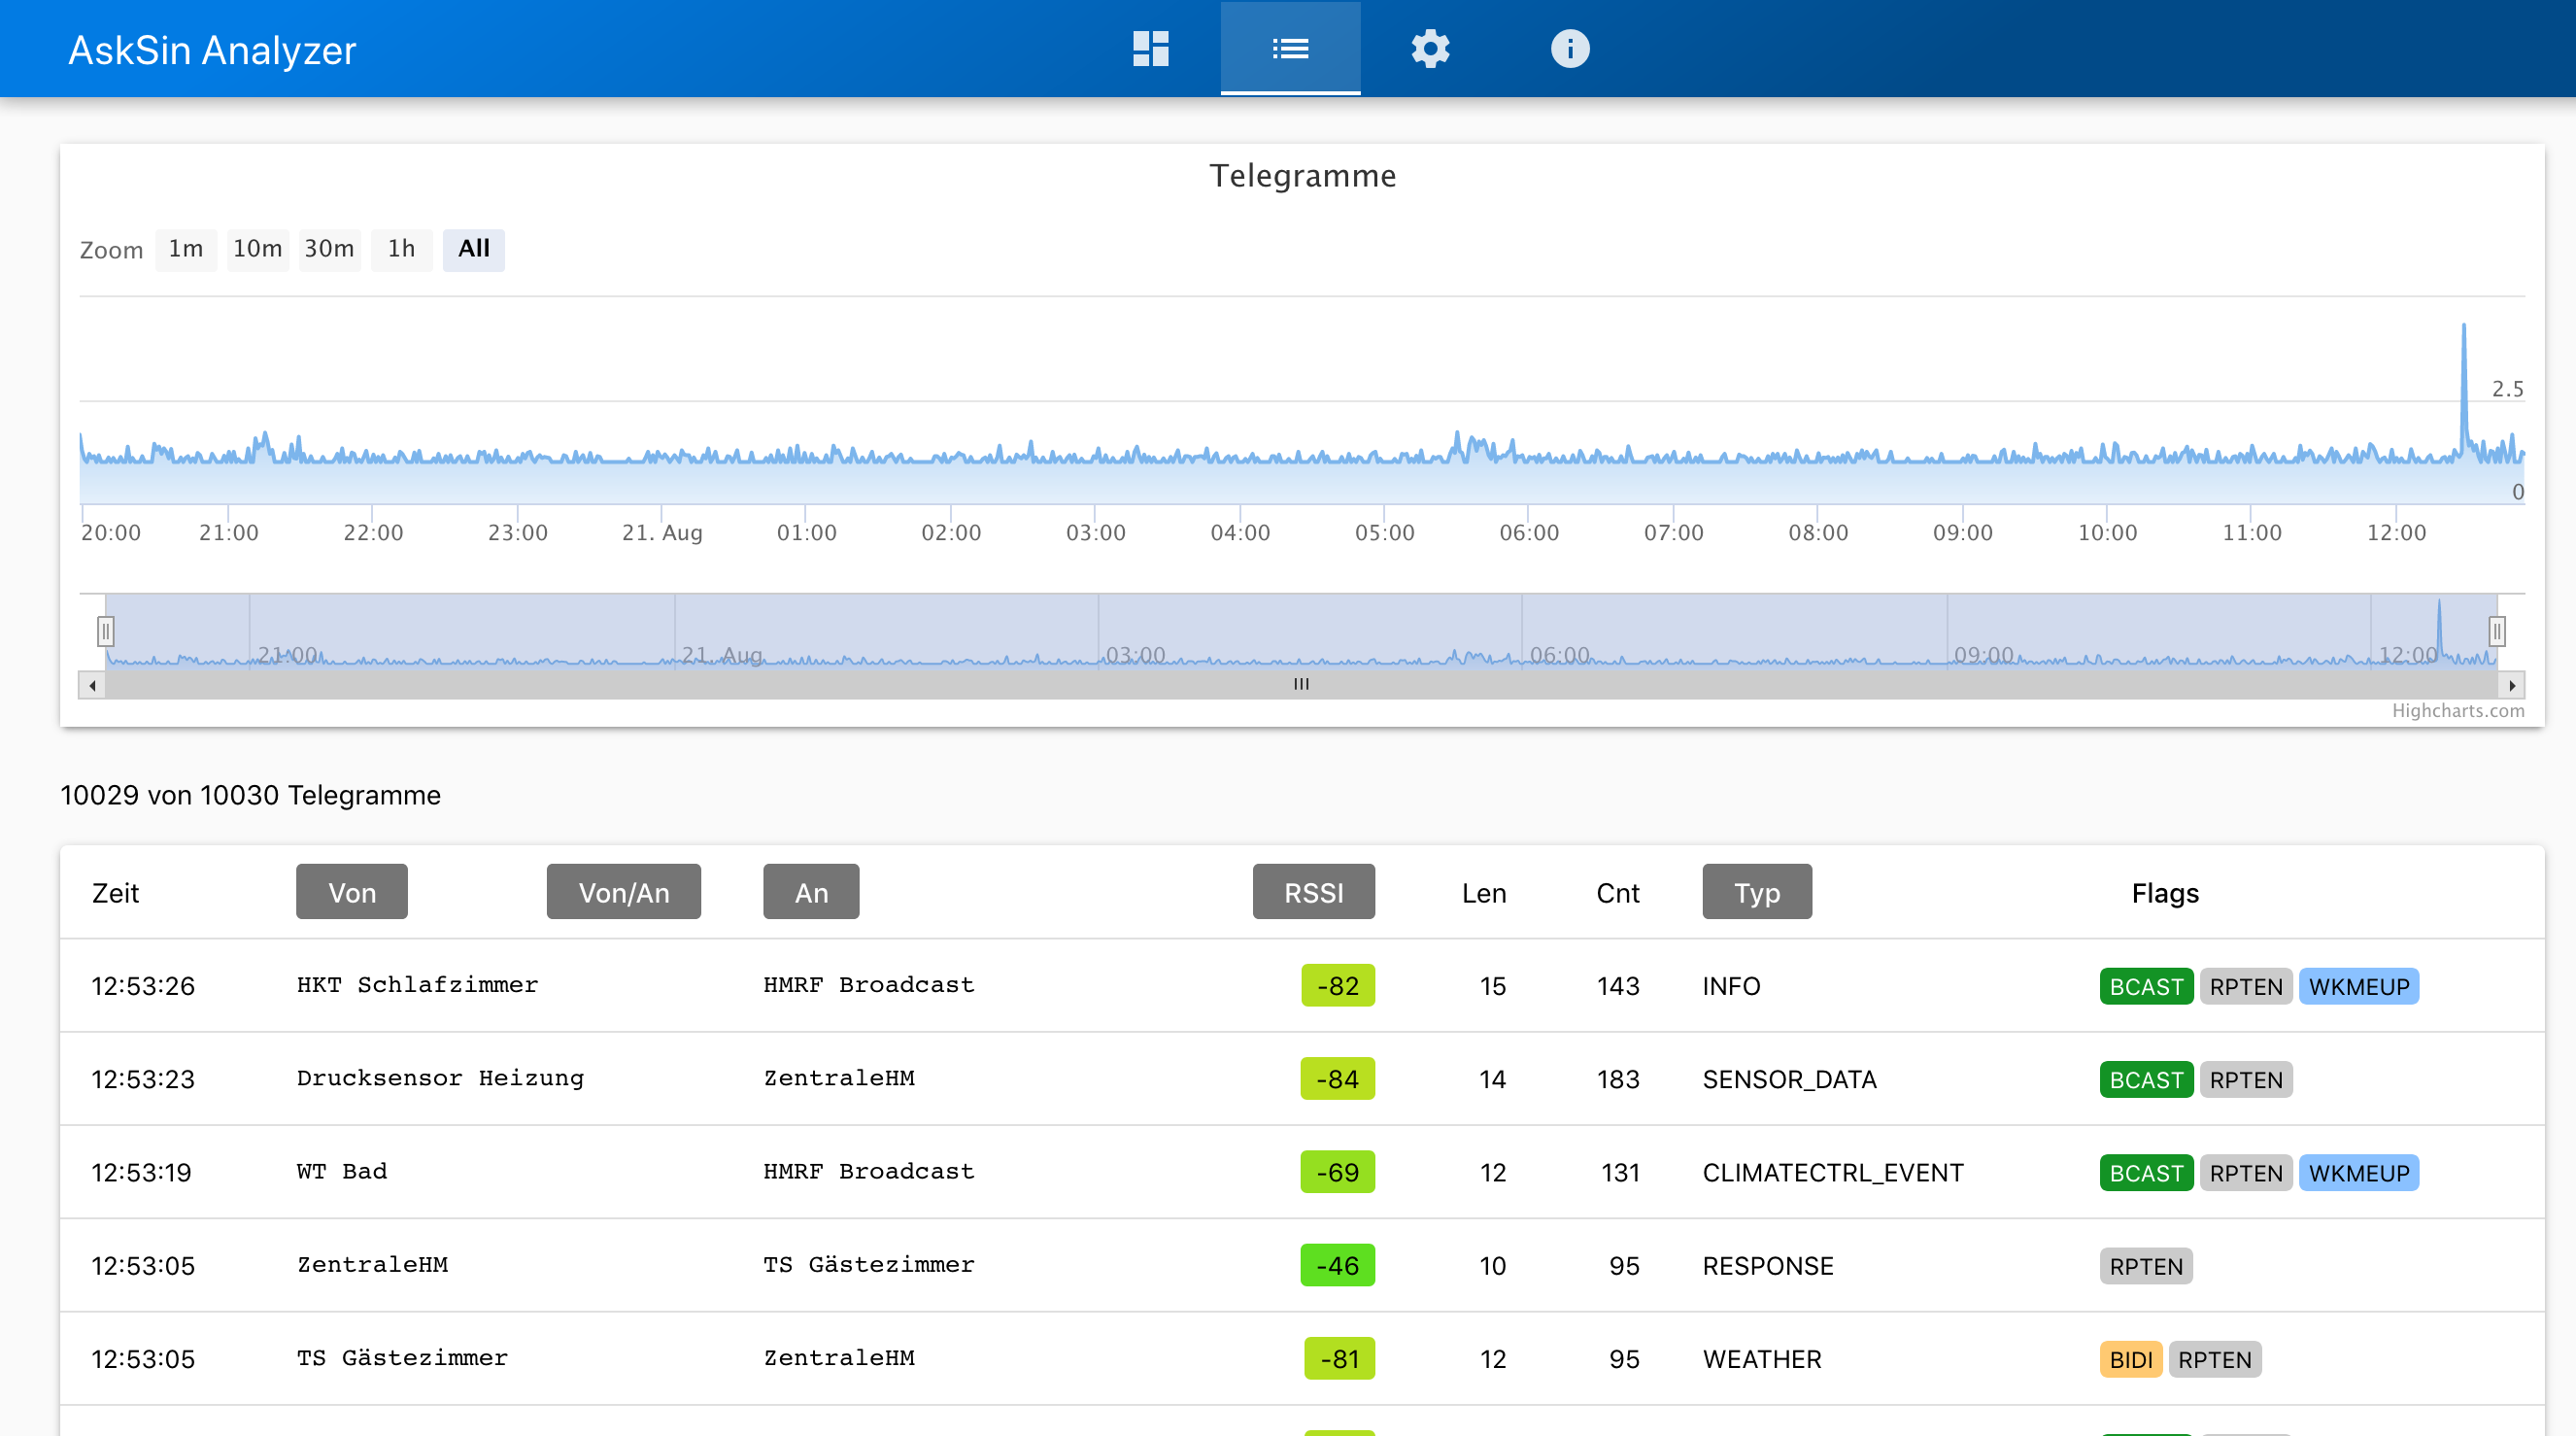 AskSin Analyzer
Telegramme
Zoom 1m 10m 30m 1h All
2.5
0
20:00 21:00 22:00 23:00 21. Aug 01:00 02:00 03:00 04:00 05:00 06:00 07:00 08:00 09:00 10:00 11:00 12:00
21:00 21. Aug 03:00 06:00 09:00 12:00
Highcharts.com
10029 von 10030 Telegramme
Zeit Von Von/An An RSSI Len Cnt Typ Flags
12:53:26 HKT Schlafzimmer HMRF Broadcast -82 15 143 INFO BCAST RPTEN WKMEUP
12:53:23 Drucksensor Heizung ZentraleHM -84 14 183 SENSOR_DATA BCAST RPTEN
12:53:19 WT Bad HMRF Broadcast -69 12 131 CLIMATECTRL_EVENT BCAST RPTEN WKMEUP
12:53:05 ZentraleHM TS Gästezimmer -46 10 95 RESPONSE RPTEN
12:53:05 TS Gästezimmer ZentraleHM -81 12 95 WEATHER BIDI RPTEN